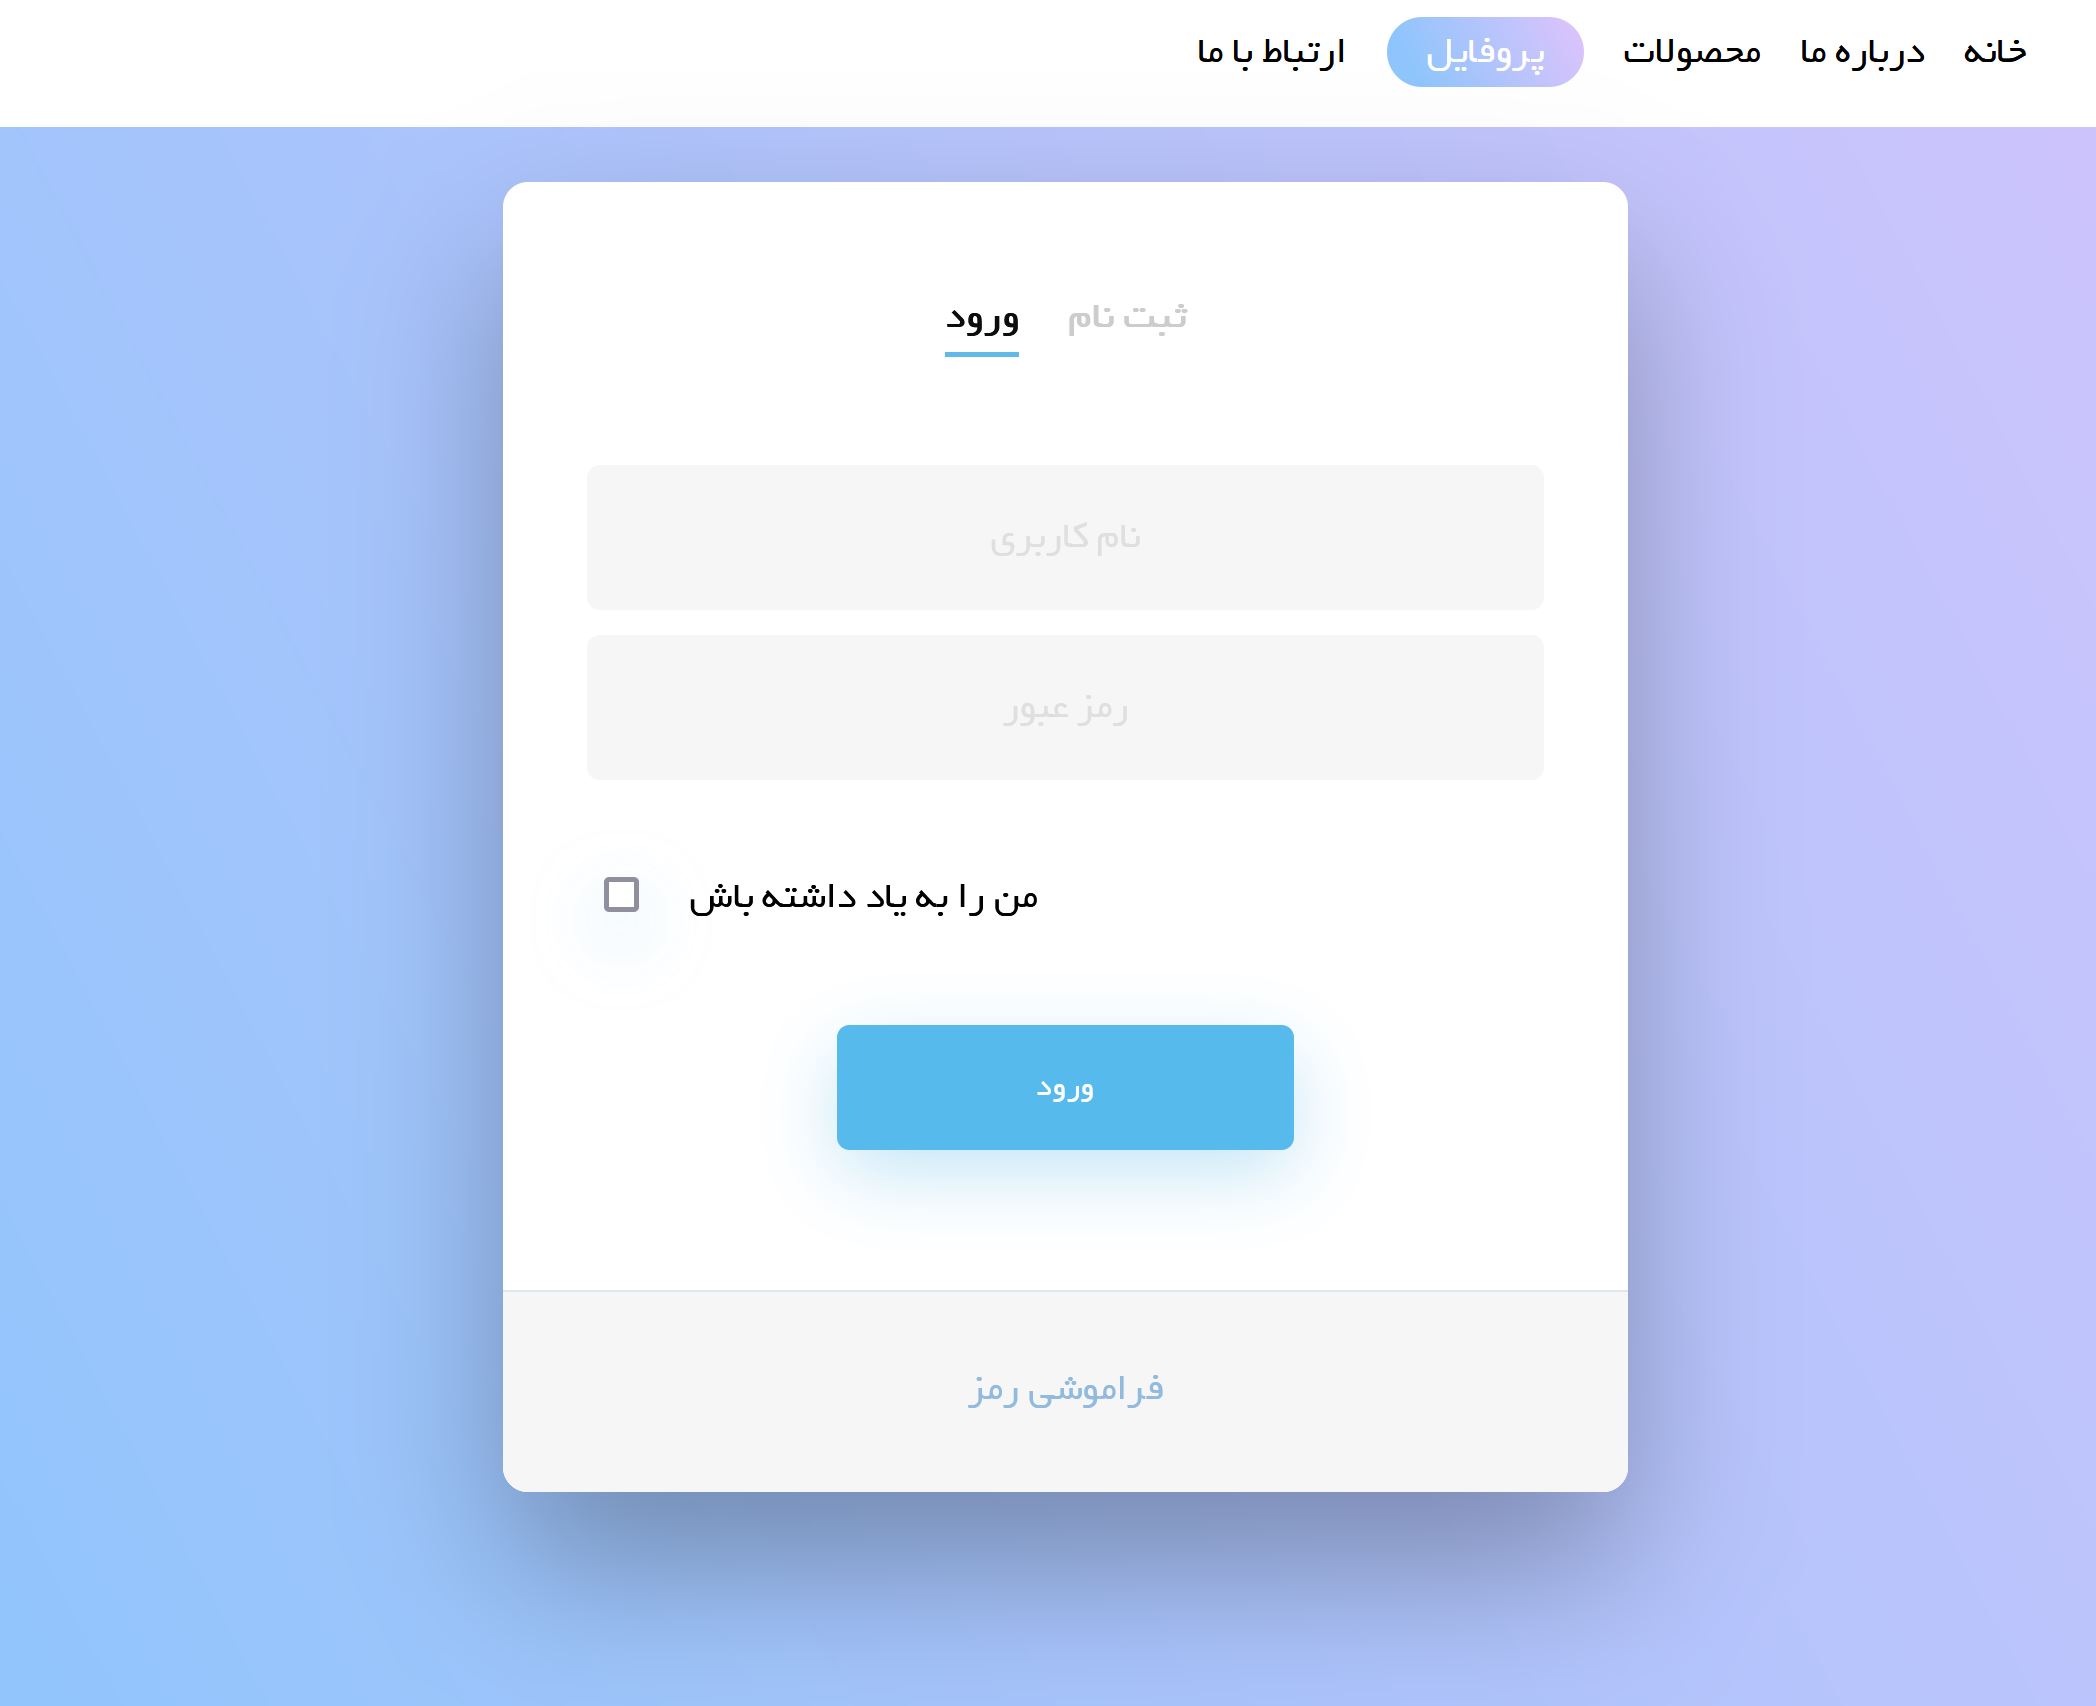 خانه درباره ما محصولات پروفایل ارتباط با ما
ثبت نام ورود
نام کاربری
رمز عبور
من را به یاد داشته باش
ورود
فراموشی رمز